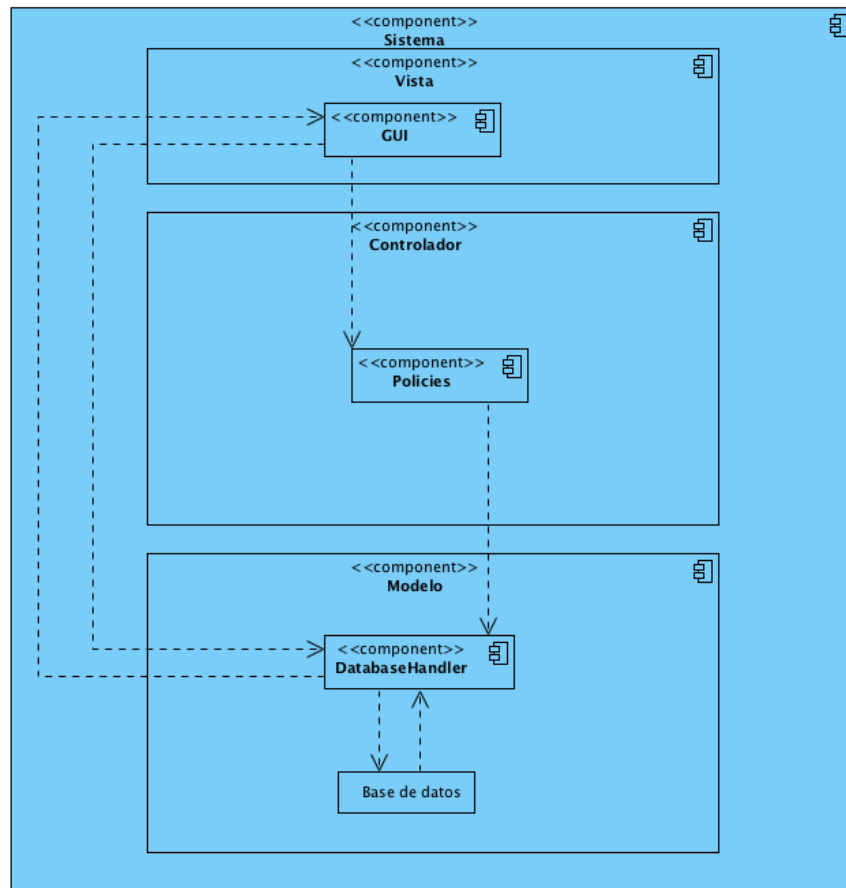 <<component>>
Sistema
<<component>>
Vista
<<component>>
GUI
<<component>>
Controlador
<<component>>
Policies
<<component>>
Modelo
<<component>>
DatabaseHandler
Base de datos